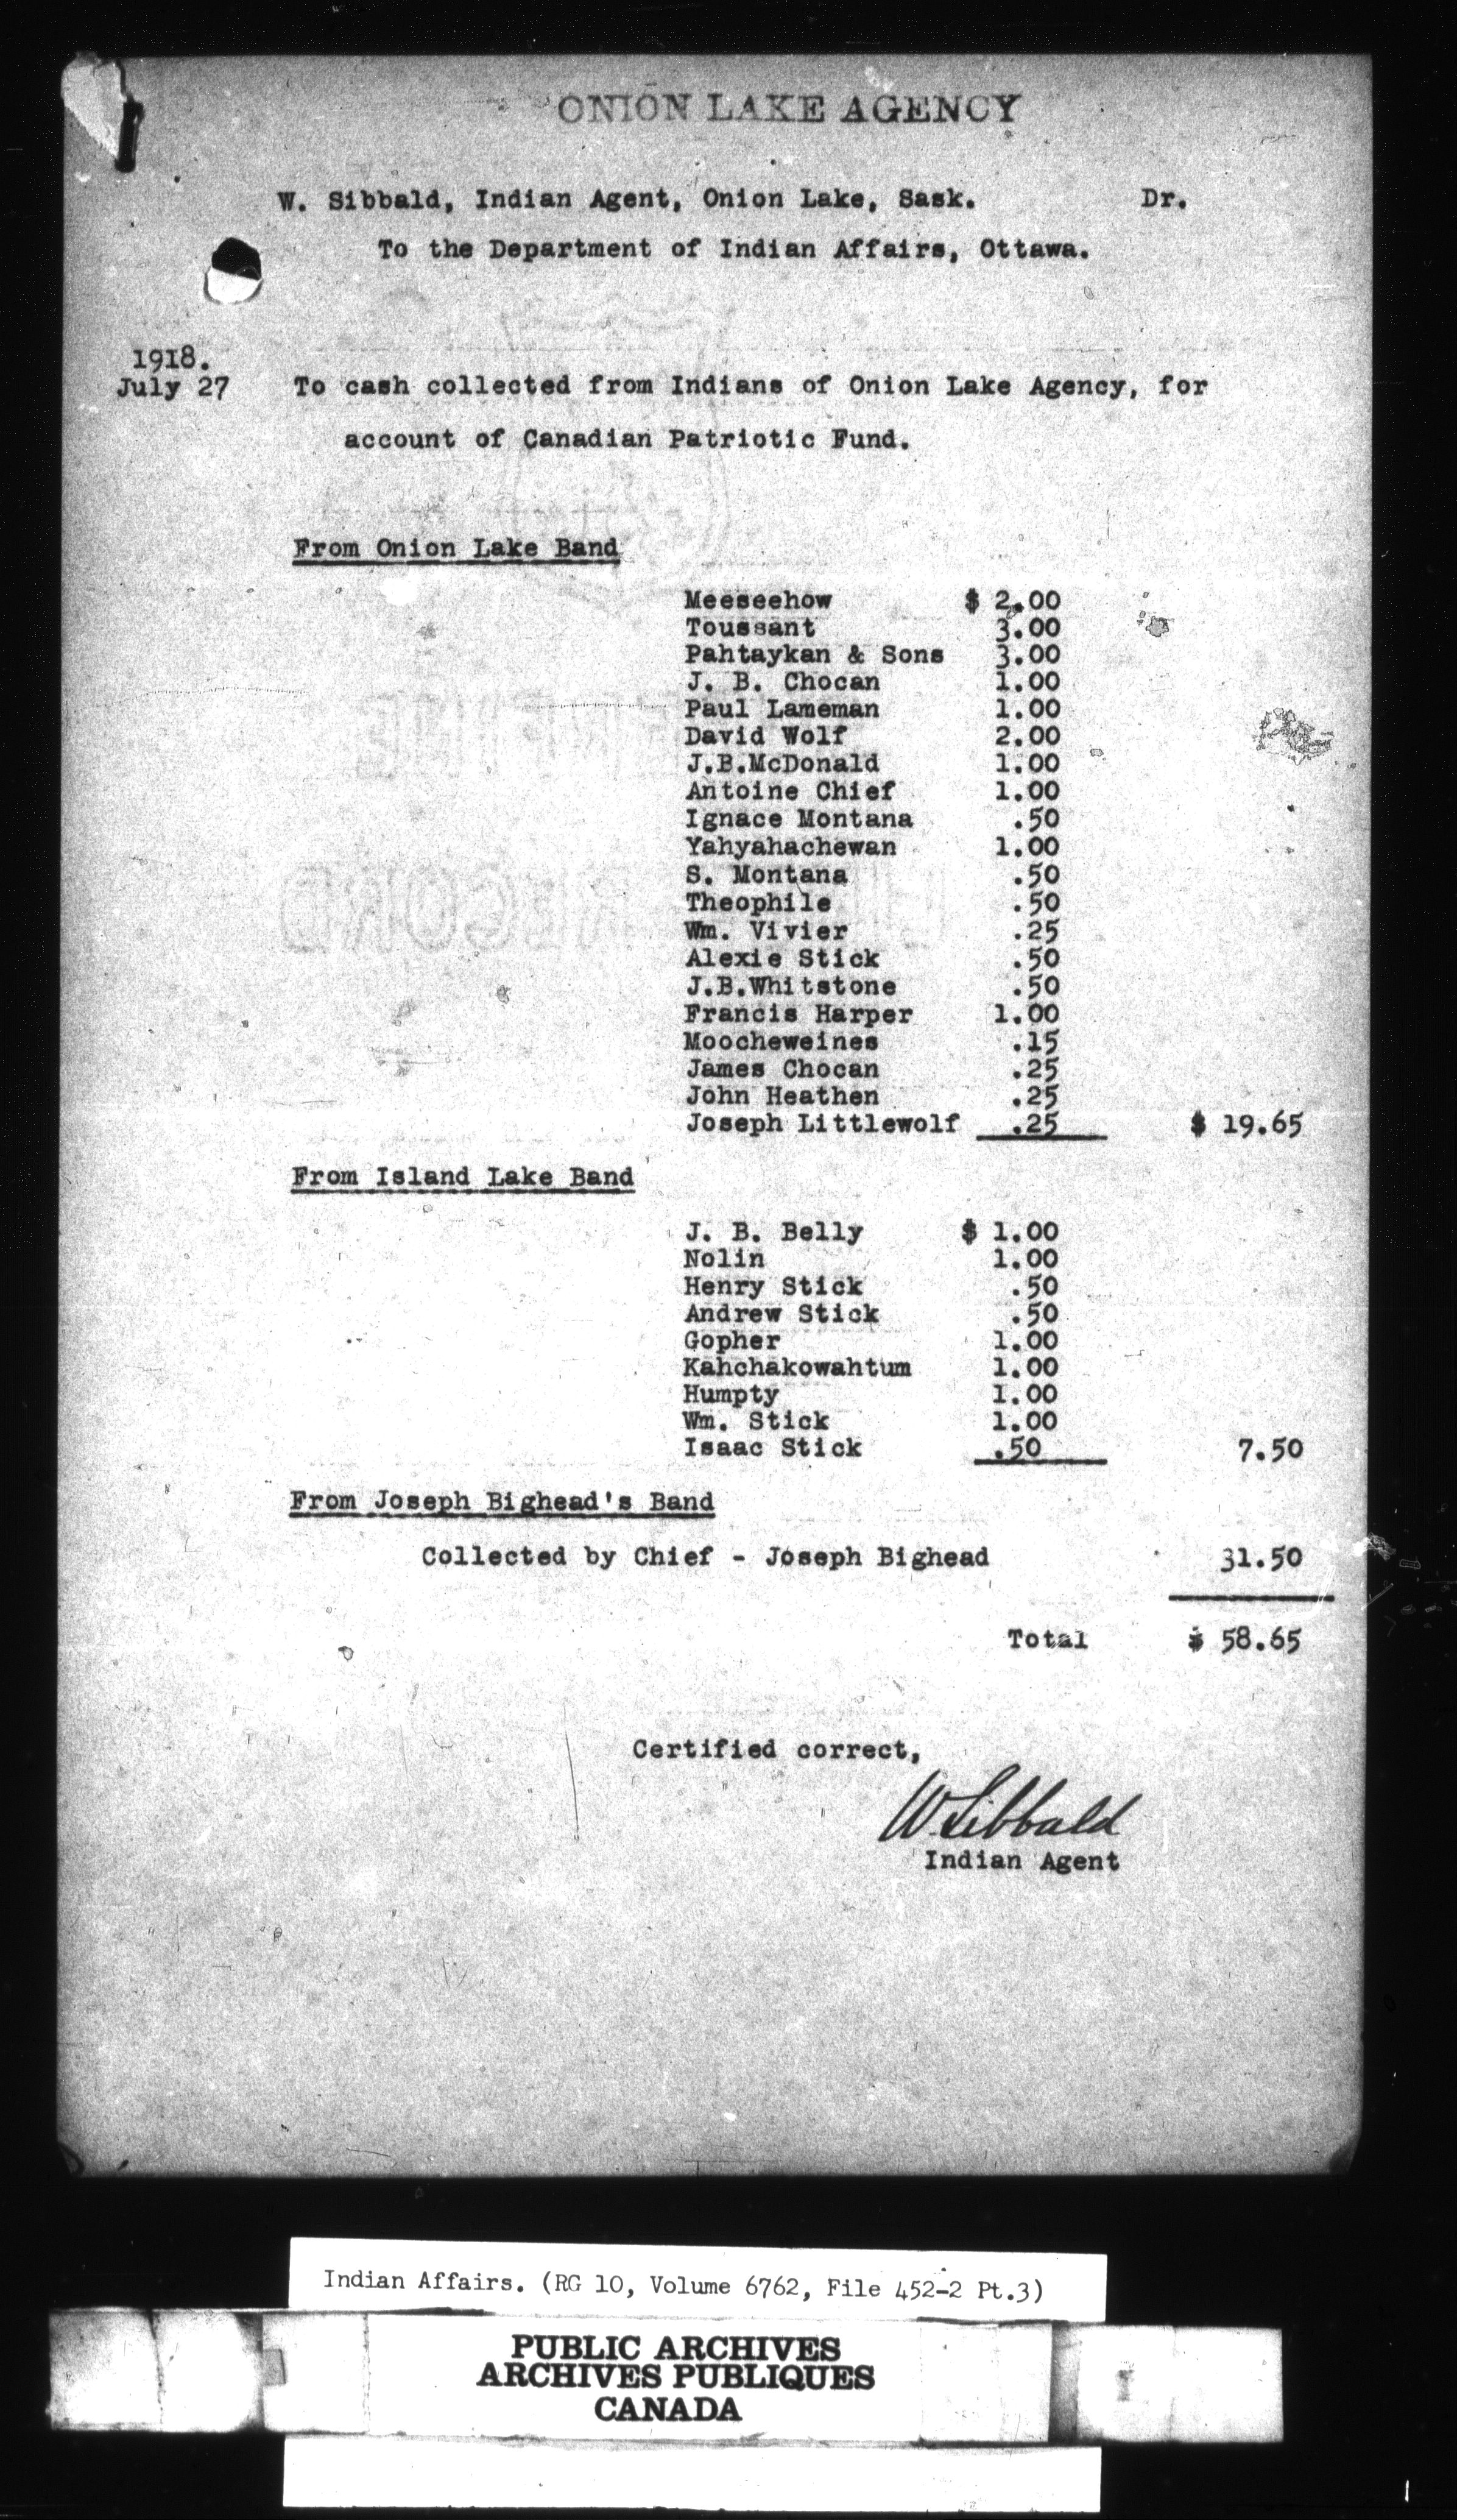 ONION LAKE AGENCY
W. Sibbald, Indian Agent, Onion Lake, Sask. Dr.
To the Department of Indian Affairs, Ottawa.
1918.
July 27 To cash collected from Indians of Onion Lake Agency, for
account of Canadian Patriotic Fund.
From Onion Lake Band
Meeseehow $ 2.00
Toussant 3.00
Pahtaykan & Sons 3.00
J. B. Chocan 1.00
Paul Lameman 1.00
David Wolf 2.00
J.B.McDonald 1.00
Antoine Chief 1.00
Ignace Montana .50
Yahyahachewan 1.00
S. Montana .50
Theophile .50
Wm. Vivier .25
Alexie Stick .50
J.B.Whitstone .50
Francis Harper 1.00
Moocheweines .15
James Chocan .25
John Heathen .25
Joseph Littlewolf .25 $ 19.65
From Island Lake Band
J. B. Belly $ 1.00
Nolin 1.00
Henry Stick .50
Andrew Stick .50
Gopher 1.00
Kahchakowahtum 1.00
Humpty 1.00
Wm. Stick 1.00
Isaac Stick .50 7.50
From Joseph Bighead's Band
Collected by Chief - Joseph Bighead 31.50
Total $ 58.65
Certified correct,
W. Sibbald
Indian Agent
Indian Affairs. (RG 10, Volume 6762, File 452-2 Pt.3)
PUBLIC ARCHIVES
ARCHIVES PUBLIQUES
CANADA